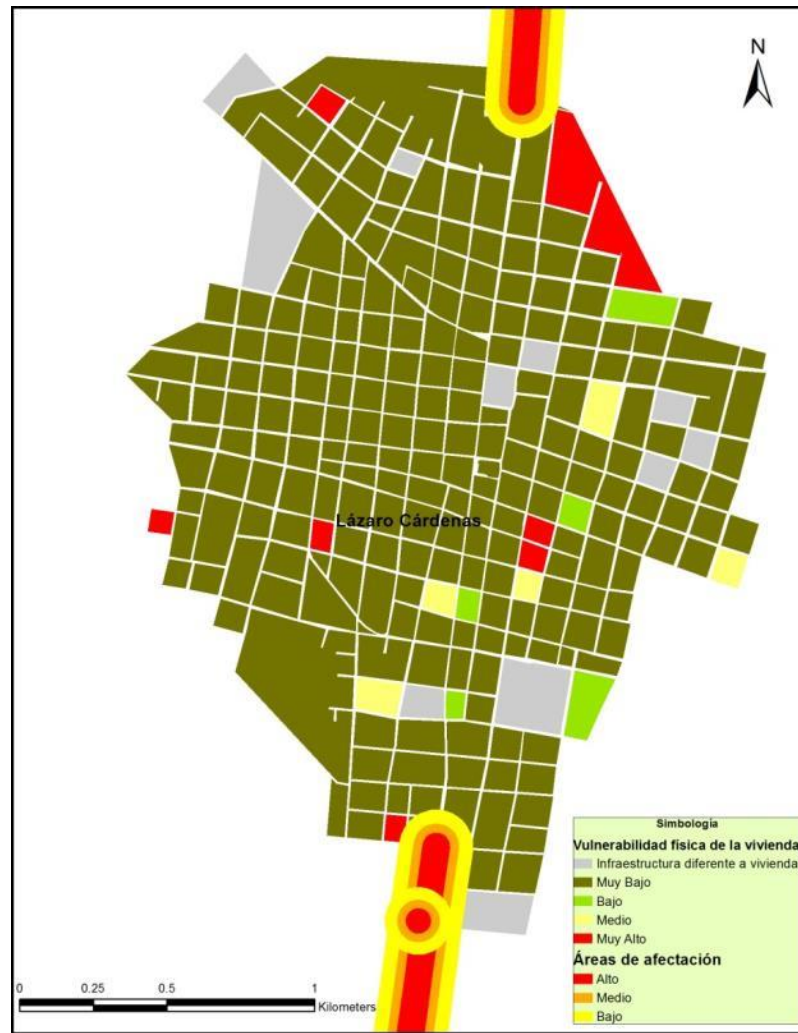 N
Lázaro Cárdenas
Simbología
Vulnerabilidad física de la vivienda
Infraestructura diferente a vivienda
Muy Bajo
Bajo
Medio
Muy Alto
Áreas de afectación
Alto
Medio
Bajo
0 0.25 0.5 1
Kilometers